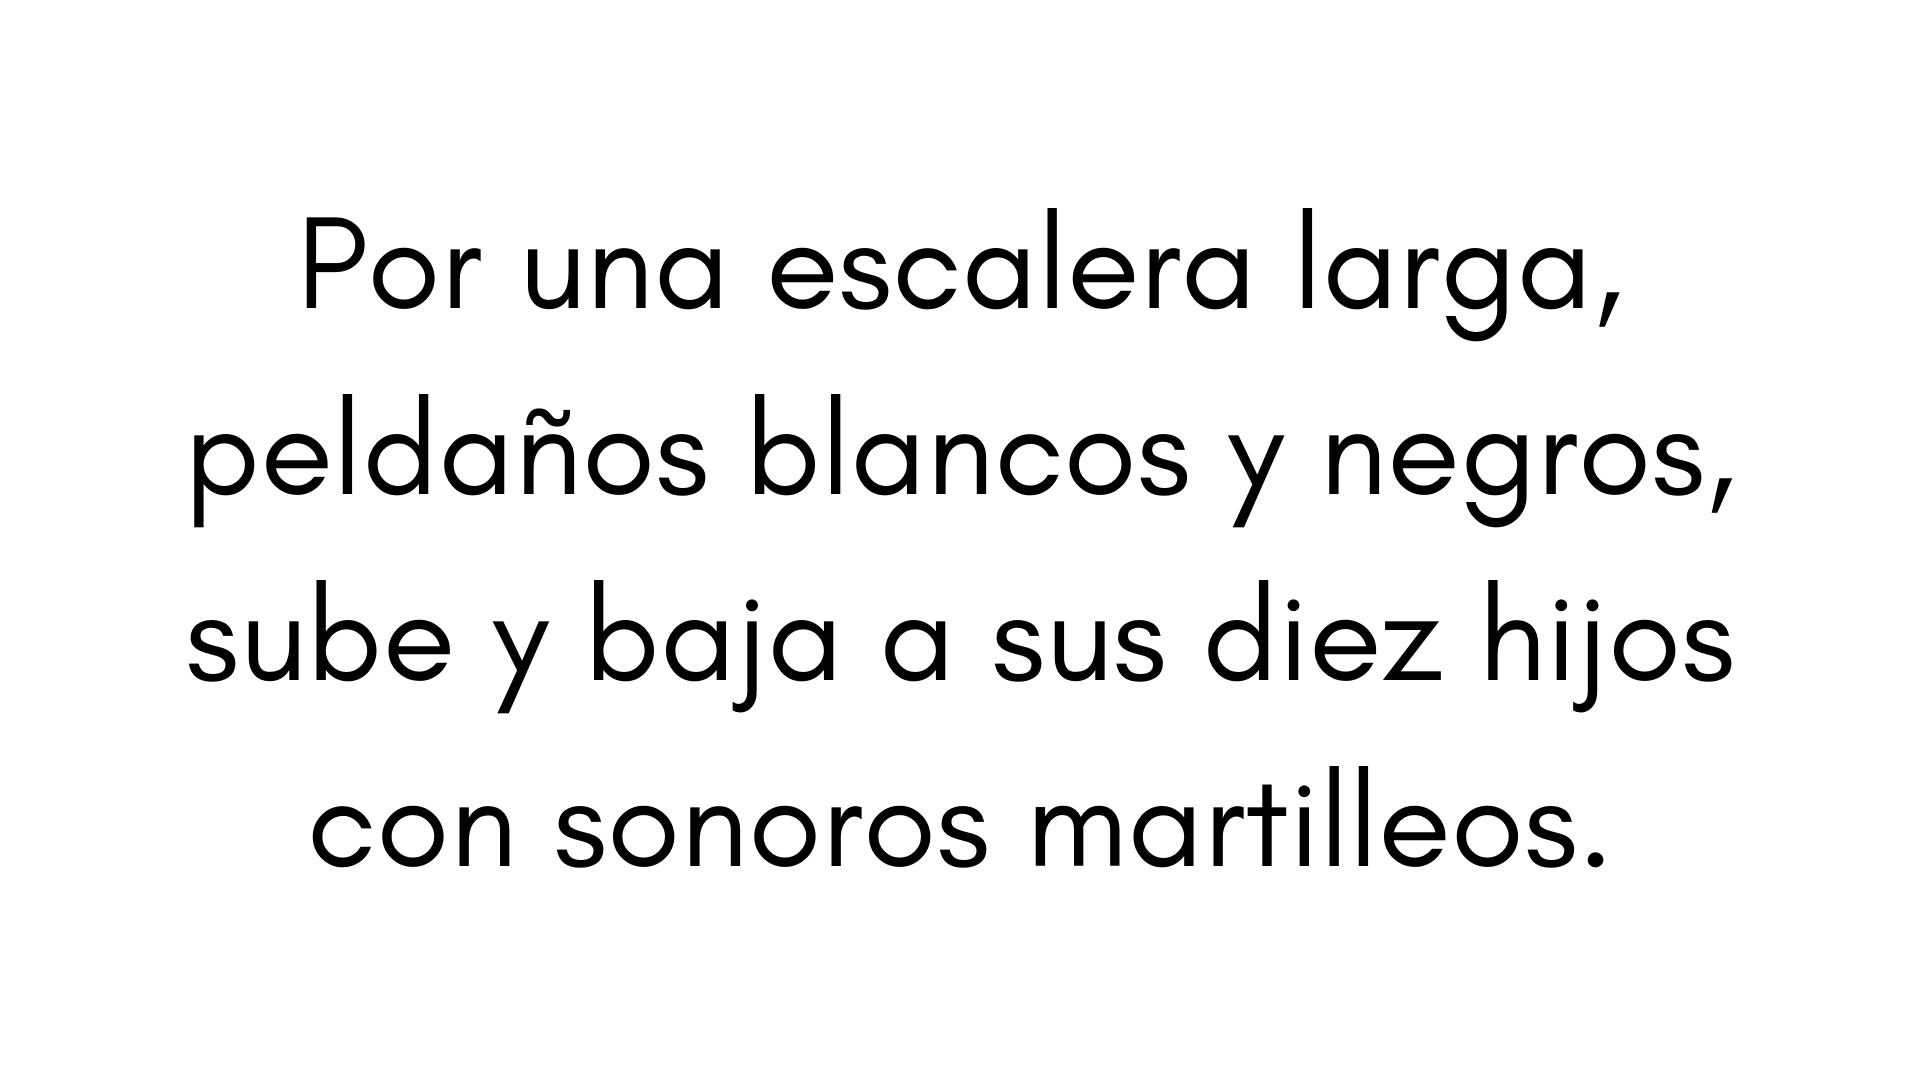 Por una escalera larga,
peldaños blancos y negros,
sube y baja a sus diez hijos
con sonoros martilleos.